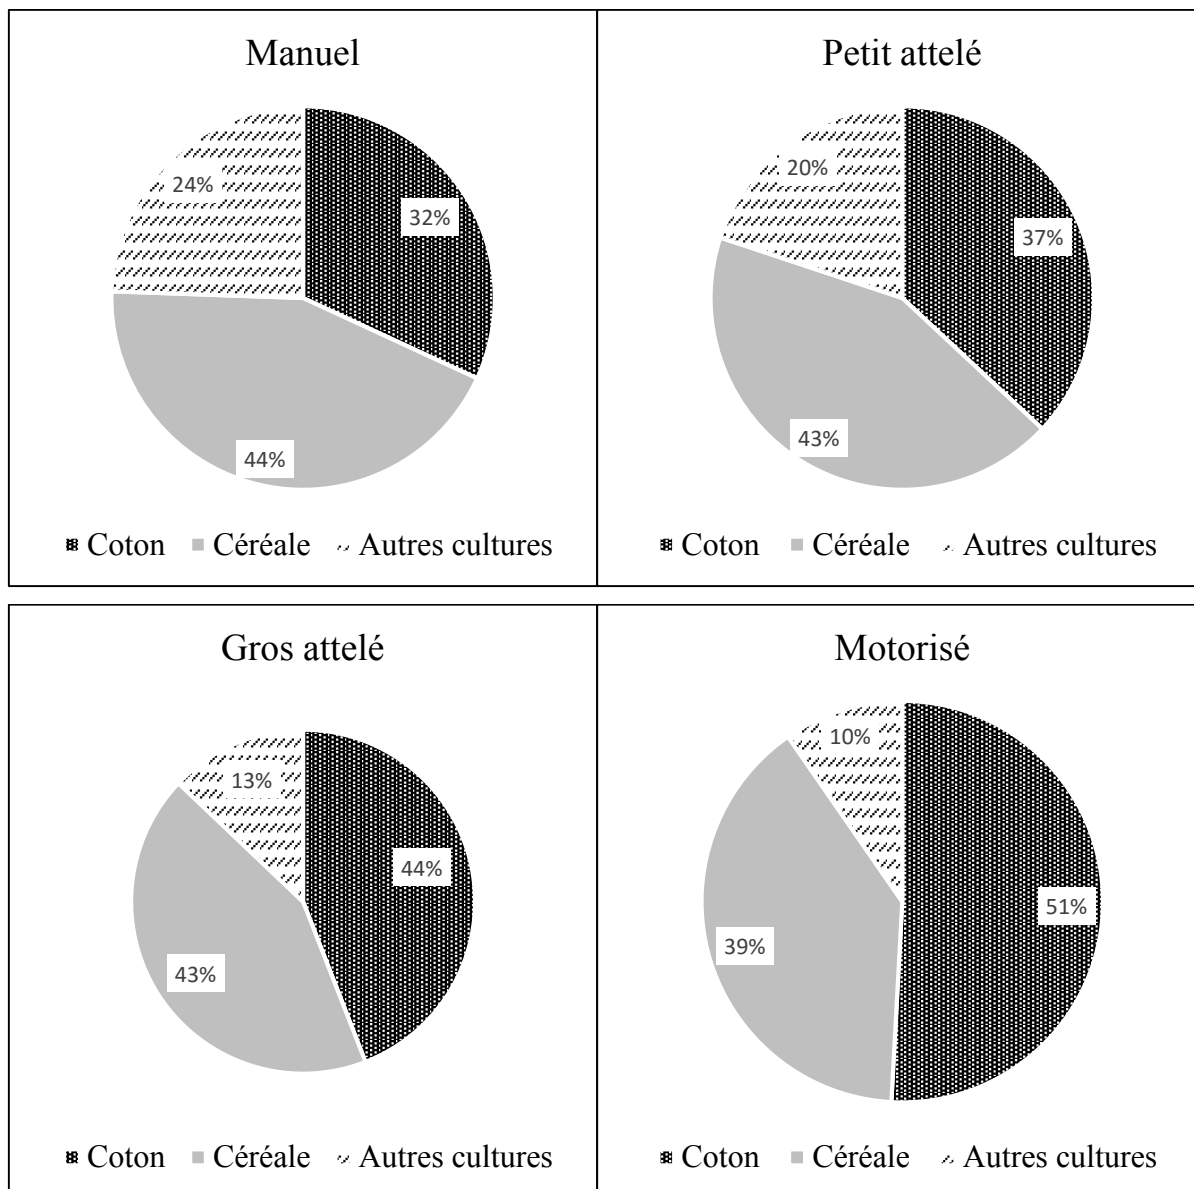 Manuel
24%
32%
44%
Coton Céréale Autres cultures
Petit attelé
20%
37%
43%
Coton Céréale Autres cultures
Gros attelé
13%
44%
43%
Coton Céréale Autres cultures
Motorisé
10%
51%
39%
Coton Céréale Autres cultures